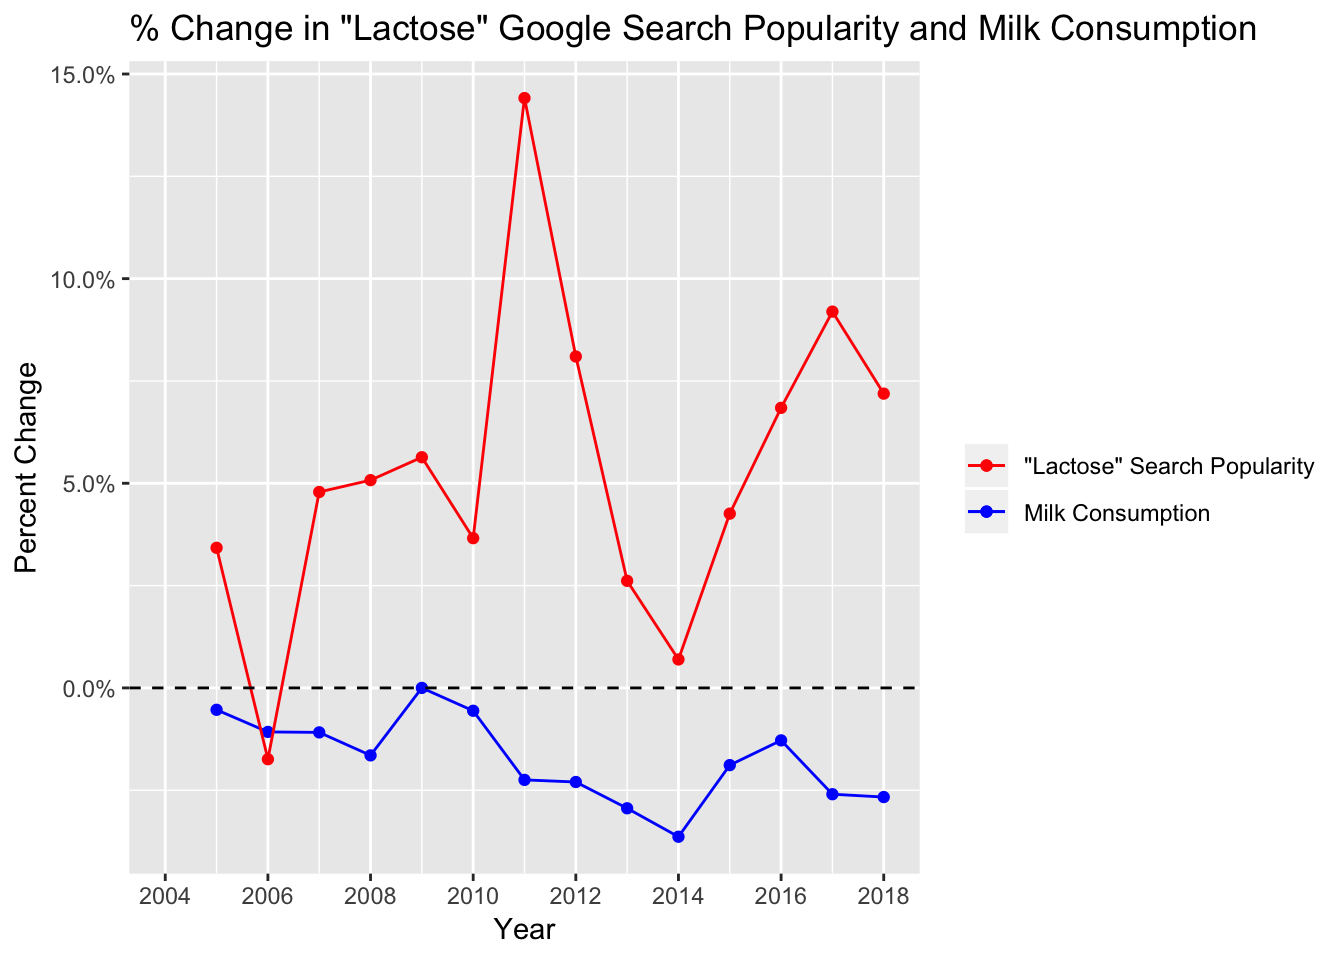 % Change in "Lactose" Google Search Popularity and Milk Consumption
15.0%
10.0%
5.0%
0.0%
Percent Change
2004 2006 2008 2010 2012 2014 2016 2018
Year
"Lactose" Search Popularity
Milk Consumption